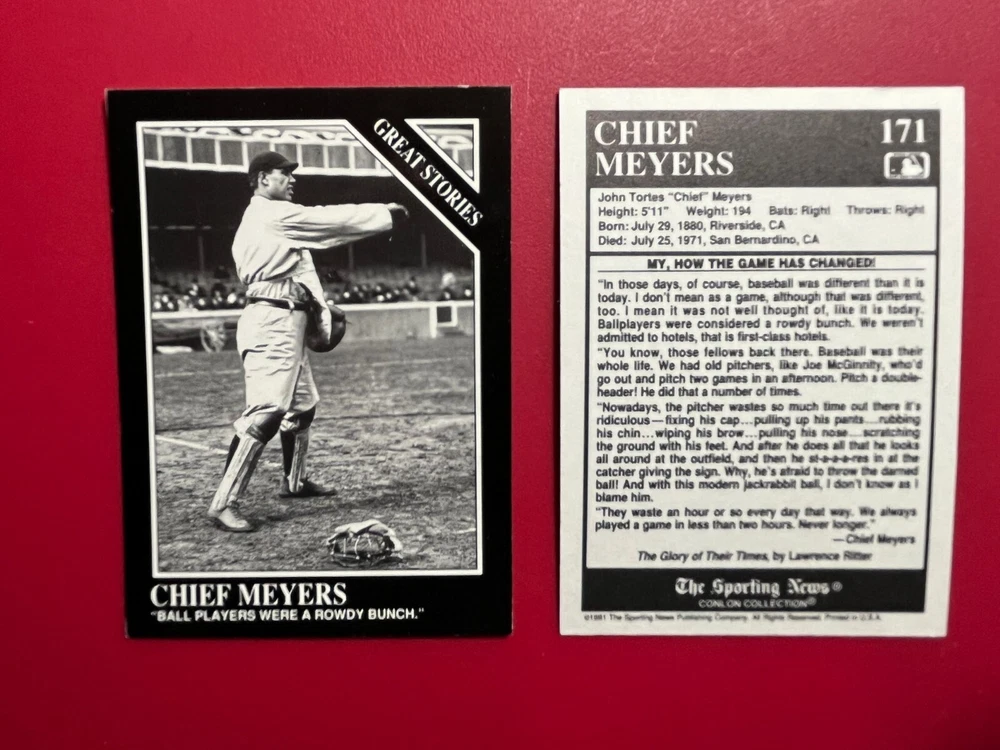 GREAT STORIES
CHIEF MEYERS
"BALL PLAYERS WERE A ROWDY BUNCH."
CHIEF
MEYERS
171
John Tortes "Chief" Meyers
Height: 5'11" Weight: 194 Bats: Right Throws: Right
Born: July 29, 1880, Riverside, CA
Died: July 25, 1971, San Bernardino, CA
MY, HOW THE GAME HAS CHANGED!
"In those days, of course, baseball was different than it is
today. I don't mean as a game, although that was different,
too. I mean it was not well thought of, like it is today.
Ballplayers were considered a rowdy bunch. We weren't
admitted to hotels, that is first-class hotels.
"You know, those fellows back there. Baseball was their
whole life. We had old pitchers, like Joe McGinnity, who'd
go out and pitch two games in an afternoon. Pitch a double-
header! He did that a number of times.
"Nowadays, the pitcher wastes so much time out there it's
ridiculous—fixing his cap...pulling up his pants...rubbing
his chin...wiping his brow...pulling his nose...scratching
the ground with his feet. And after he does all that he looks
all around at the outfield, and then he st-a-a-a-res in at the
catcher giving the sign. Why, he's afraid to throw the darned
ball! And with this modern jackrabbit ball, I don't know as I
blame him.
"They waste an hour or so every day that way. We always
played a game in less than two hours. Never longer."
—Chief Meyers
The Glory of Their Times, by Lawrence Ritter
The Sporting News®
CONLON COLLECTION®
©1991 The Sporting News Publishing Company. All Rights Reserved. Printed in U.S.A.